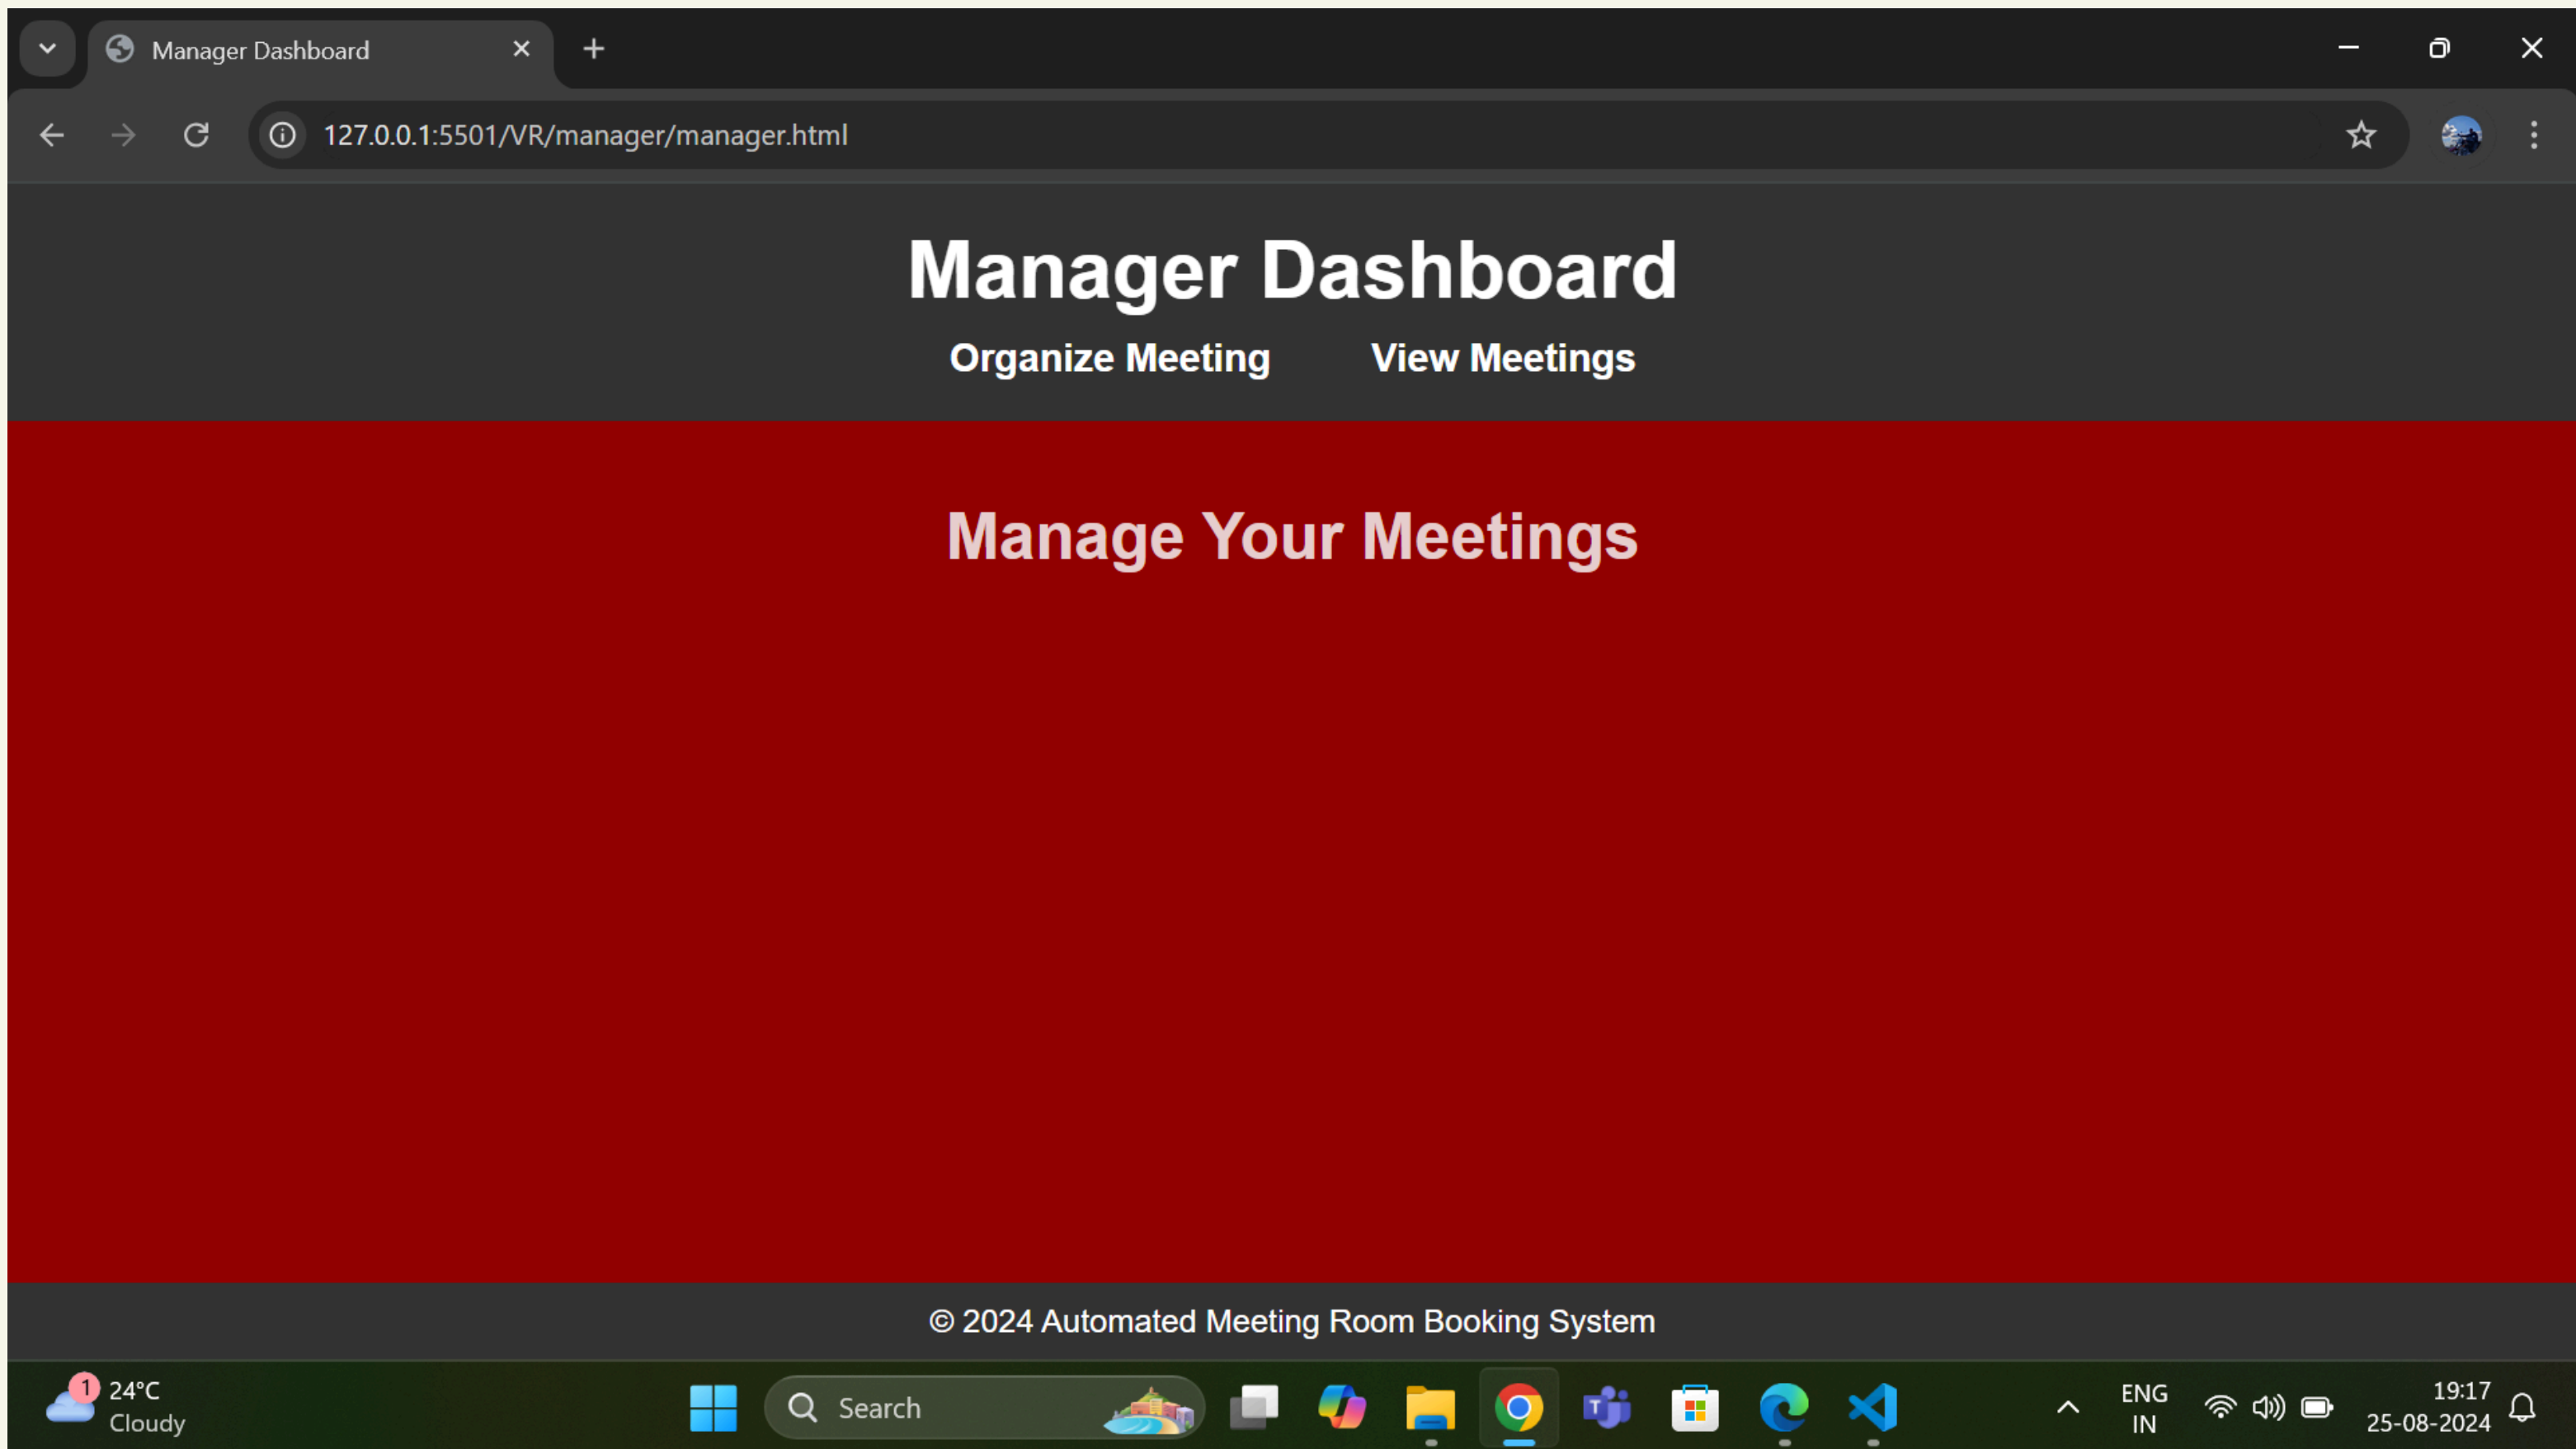 Manager Dashboard
127.0.0.1:5501/VR/manager/manager.html
Manager Dashboard
Organize Meeting View Meetings
Manage Your Meetings
© 2024 Automated Meeting Room Booking System
1
24°C
Cloudy
Search
T
ENG
IN
19:17
25-08-2024